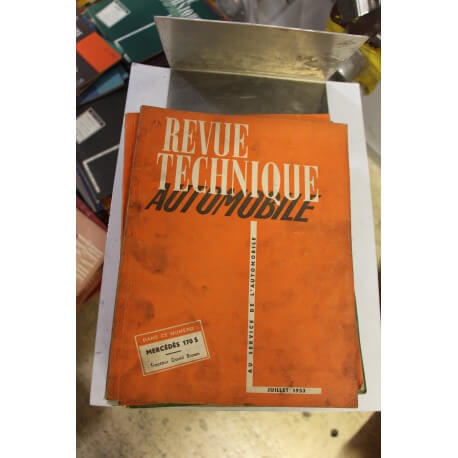 REVUE
TECHNIQUE
AUTOMOBILE
AU SERVICE DE L'AUTOMOBILE
DANS CE NUMÉRO :
MERCÉDÈS 170 S
Tracteur David Brown
JUILLET 1953